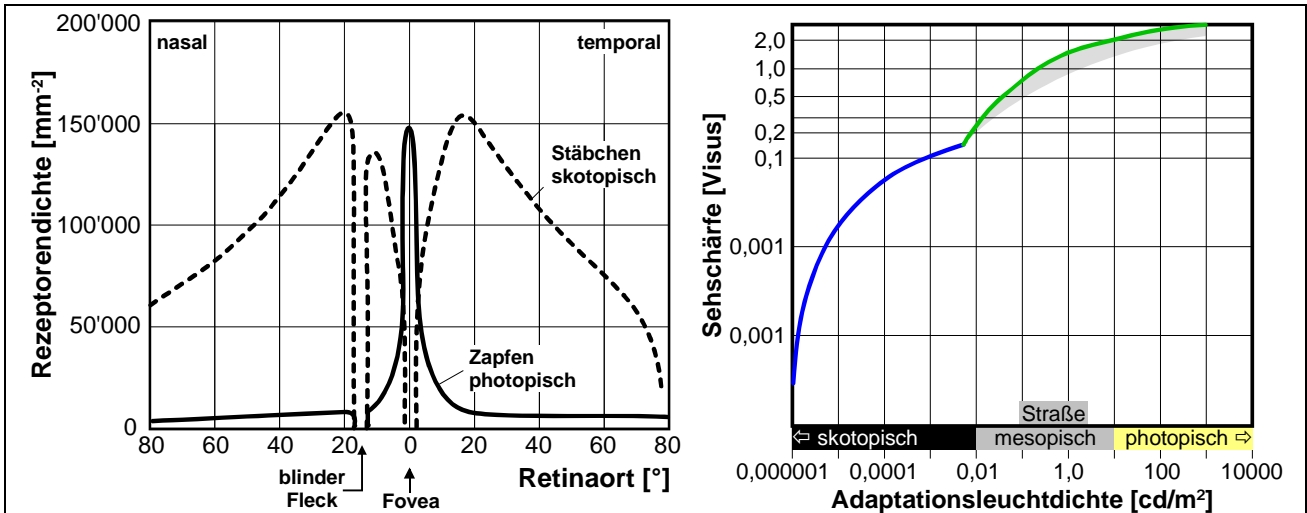 200'000
nasal
temporal
150'000
100'000
50'000
0
Rezeptorendichte [mm-2]
Stäbchen
skotopisch
Zapfen
photopisch
80 60 40 20 0 20 40 60 80
blinder
Fleck
Fovea
Retinaort [°]
2,0
1,0
0,5
0,2
0,1
0,001
0,001
Sehschärfe [Visus]
Straße
⇦ skotopisch mesopisch photopisch ⇨
0,000001 0,0001 0,01 1,0 100 10000
Adaptationsleuchtdichte [cd/m²]